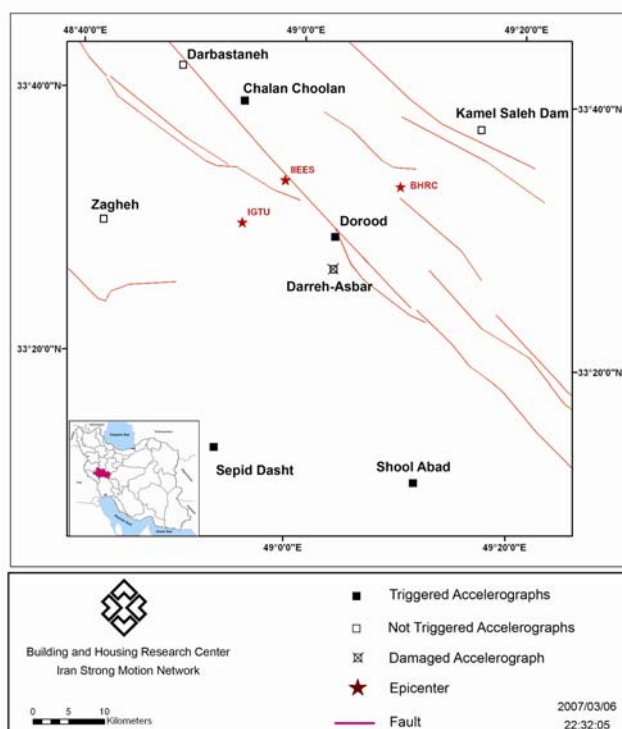 48°40'0"E
49°0'0"E
49°20'0"E
Darbastaneh
33°40'0"N
Chalan Choolan
33°40'0"N
Kamel Saleh Dam
IIEES
BHRC
Zagheh
IGTU
Dorood
Darreh-Asbar
33°20'0"N
33°20'0"N
Sepid Dasht
Shool Abad
49°0'0"E
49°20'0"E
Building and Housing Research Center
Iran Strong Motion Network
0 5 10
Kilometers
Triggered Accelerographs
Not Triggered Accelerographs
Damaged Accelerograph
Epicenter
Fault
2007/03/06
22:32:05